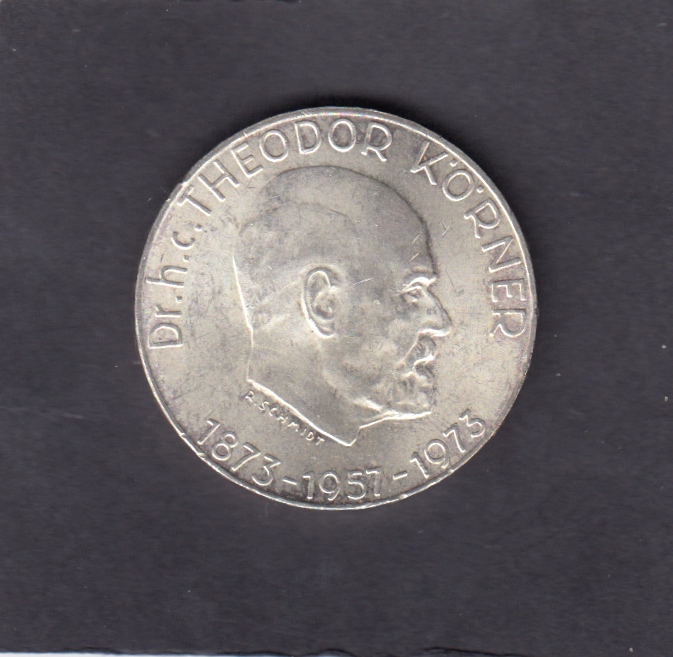 Dr. h. c. THEODOR KÖRNER
R. SCHMIDT
1873 - 1957 - 1973